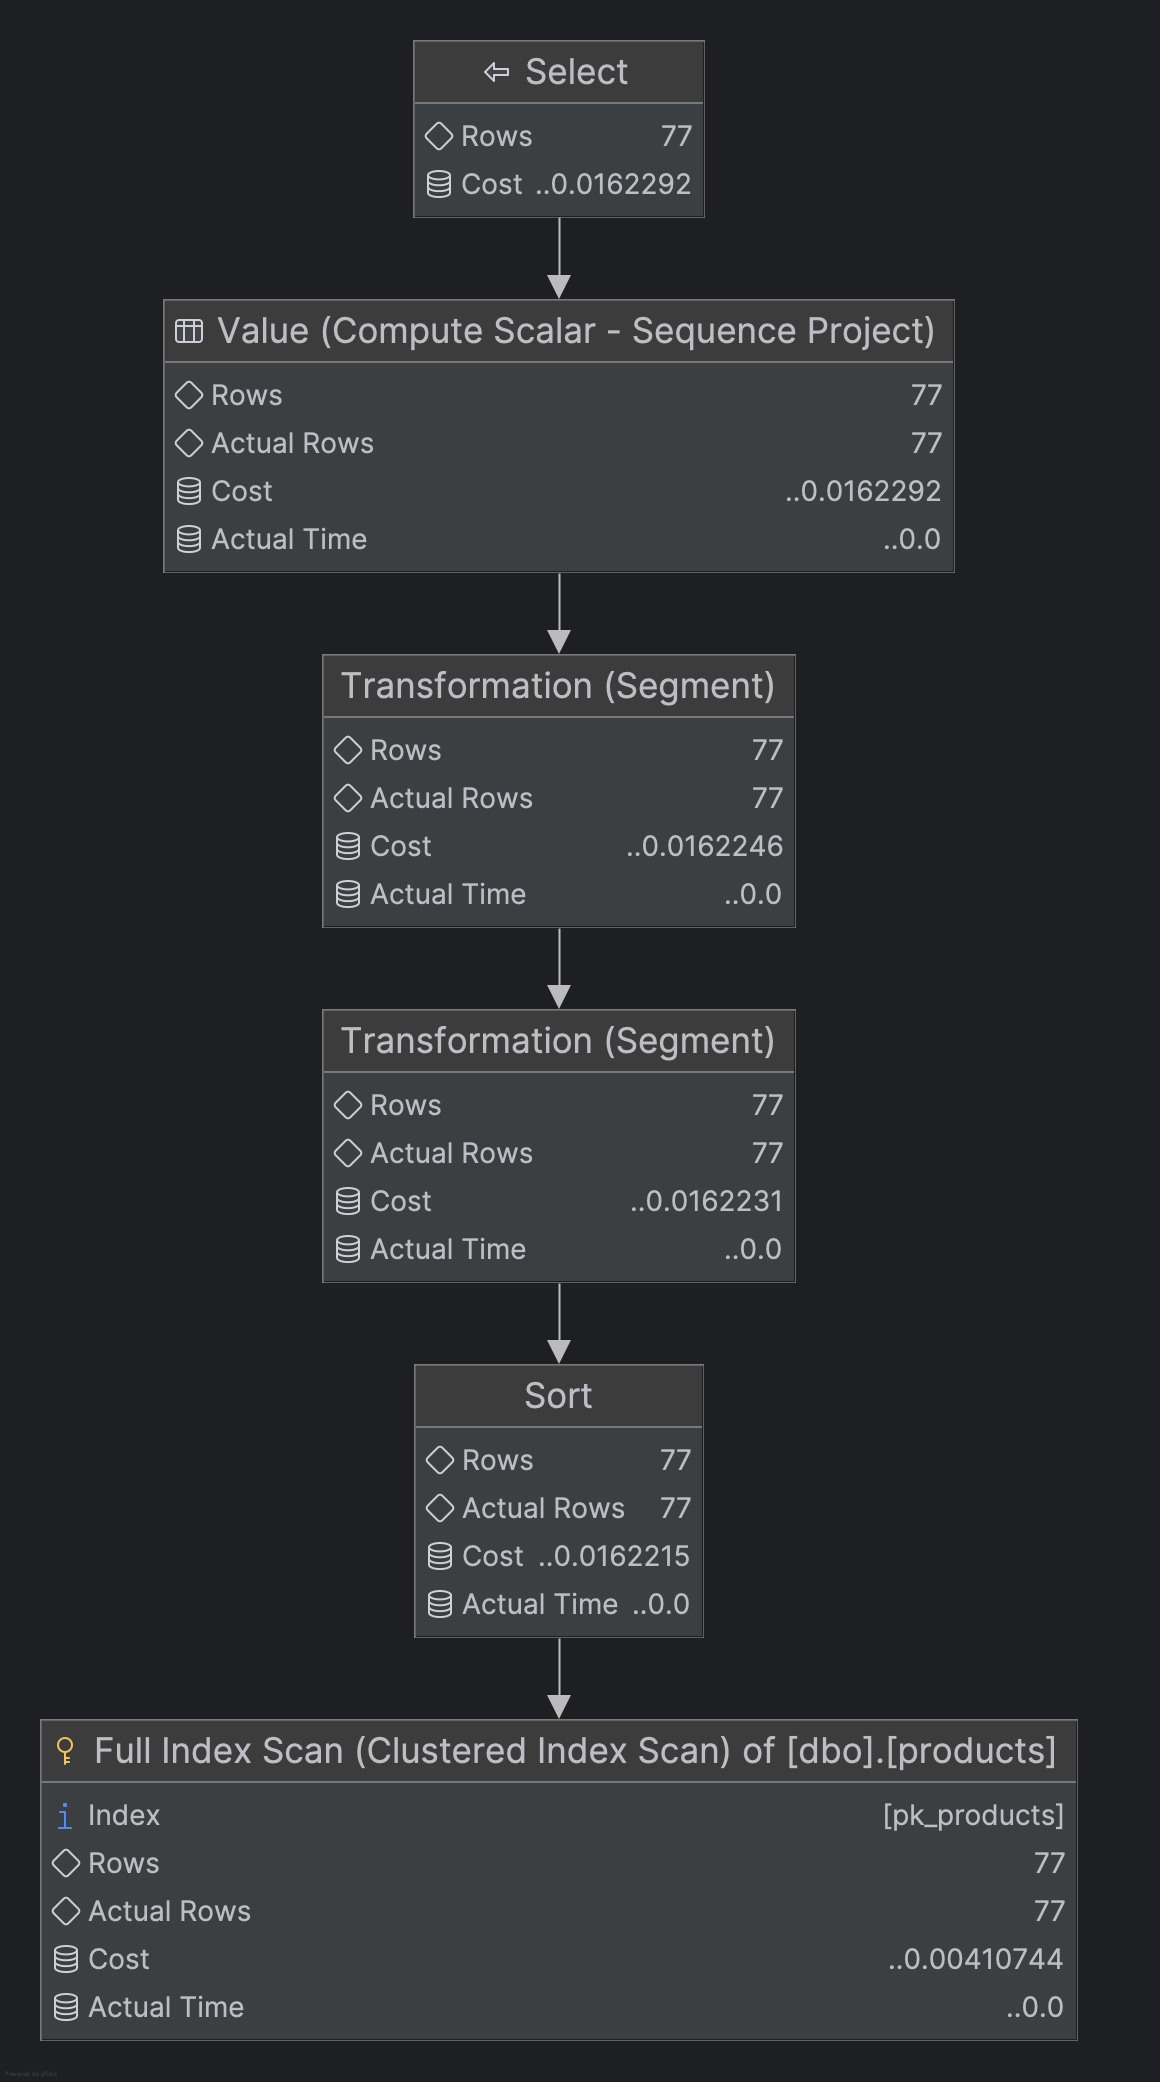 Select
Rows 77
Cost ..0.0162292
Value (Compute Scalar - Sequence Project)
Rows 77
Actual Rows 77
Cost ..0.0162292
Actual Time ..0.0
Transformation (Segment)
Rows 77
Actual Rows 77
Cost ..0.0162246
Actual Time ..0.0
Transformation (Segment)
Rows 77
Actual Rows 77
Cost ..0.0162231
Actual Time ..0.0
Sort
Rows 77
Actual Rows 77
Cost ..0.0162215
Actual Time ..0.0
Full Index Scan (Clustered Index Scan) of [dbo].[products]
Index [pk_products]
Rows 77
Actual Rows 77
Cost ..0.00410744
Actual Time ..0.0
Powered by yFiles